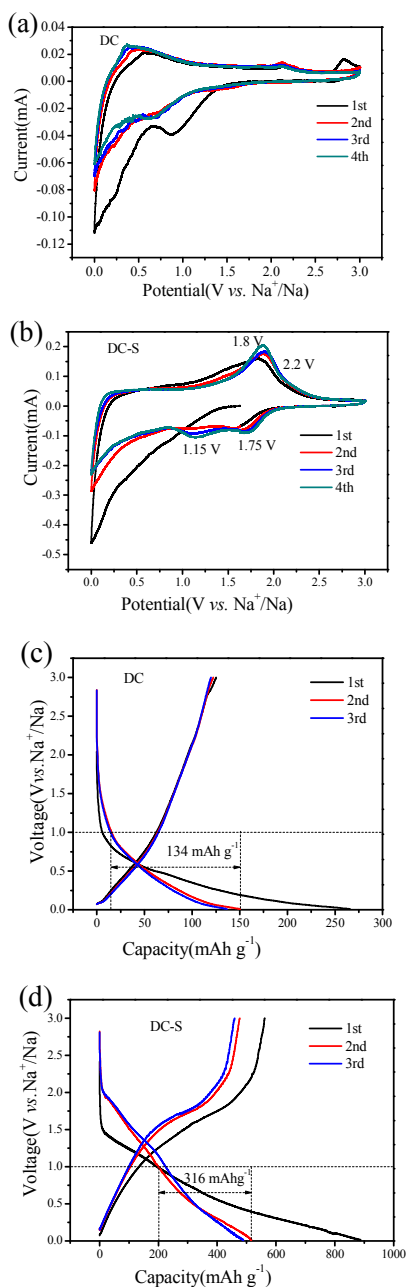 (a)
DC
0.04
0.02
0.00
-0.02
-0.04
-0.06
-0.08
-0.10
-0.12
Current(mA)
1st
2nd
3rd
4th
0.0 0.5 1.0 1.5 2.0 2.5 3.0
Potential(V vs. Na⁺/Na)
(b)
DC-S
0.2
0.1
0.0
-0.1
-0.2
-0.3
-0.4
-0.5
Current(mA)
1.8 V
2.2 V
1.15 V
1.75 V
1st
2nd
3rd
4th
0.0 0.5 1.0 1.5 2.0 2.5 3.0
Potential(V vs. Na⁺/Na)
(c)
DC
3.0
2.5
2.0
1.5
1.0
0.5
0.0
Voltage(V vs.Na⁺/Na)
1st
2nd
3rd
134 mAh g⁻¹
0 50 100 150 200 250 300
Capacity(mAh g⁻¹)
(d)
DC-S
3.0
2.5
2.0
1.5
1.0
0.5
0.0
Voltage(V vs.Na⁺/Na)
1st
2nd
3rd
316 mAhg⁻¹
0 200 400 600 800 1000
Capacity(mAh g⁻¹)